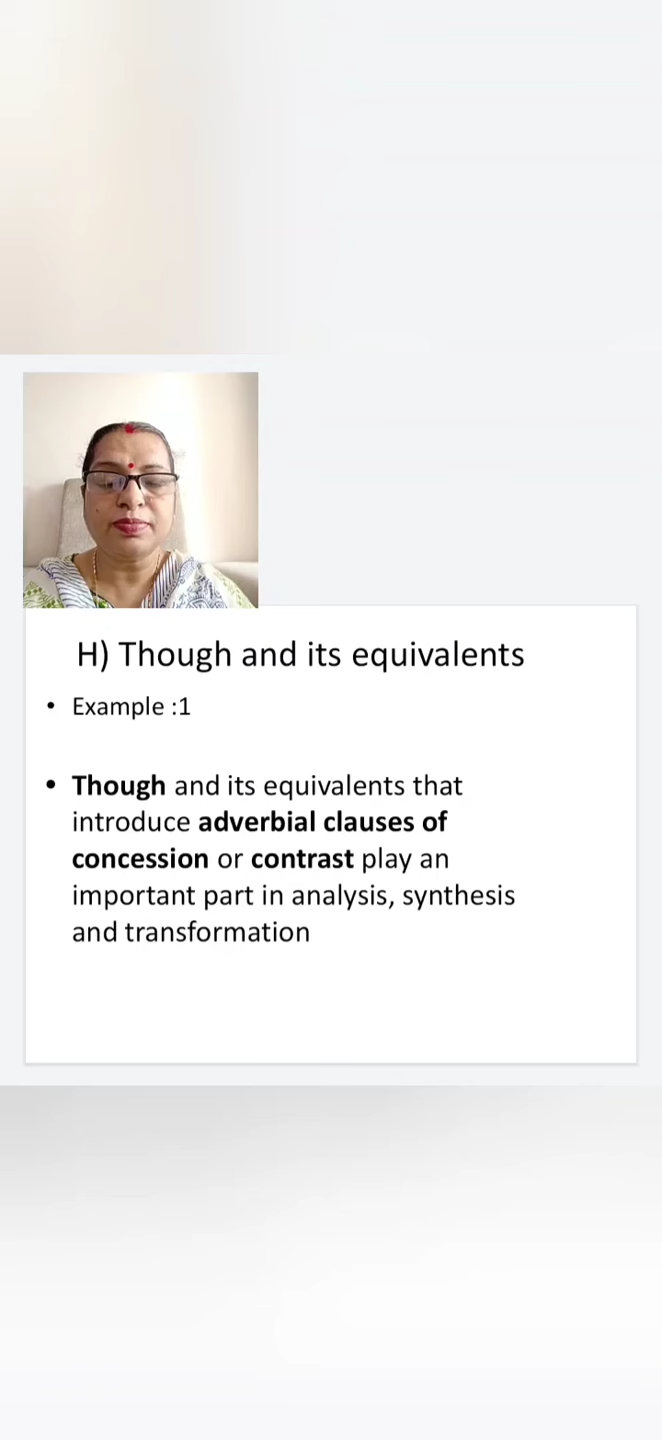 H) Though and its equivalents
• Example :1
• Though and its equivalents that
introduce adverbial clauses of
concession or contrast play an
important part in analysis, synthesis
and transformation